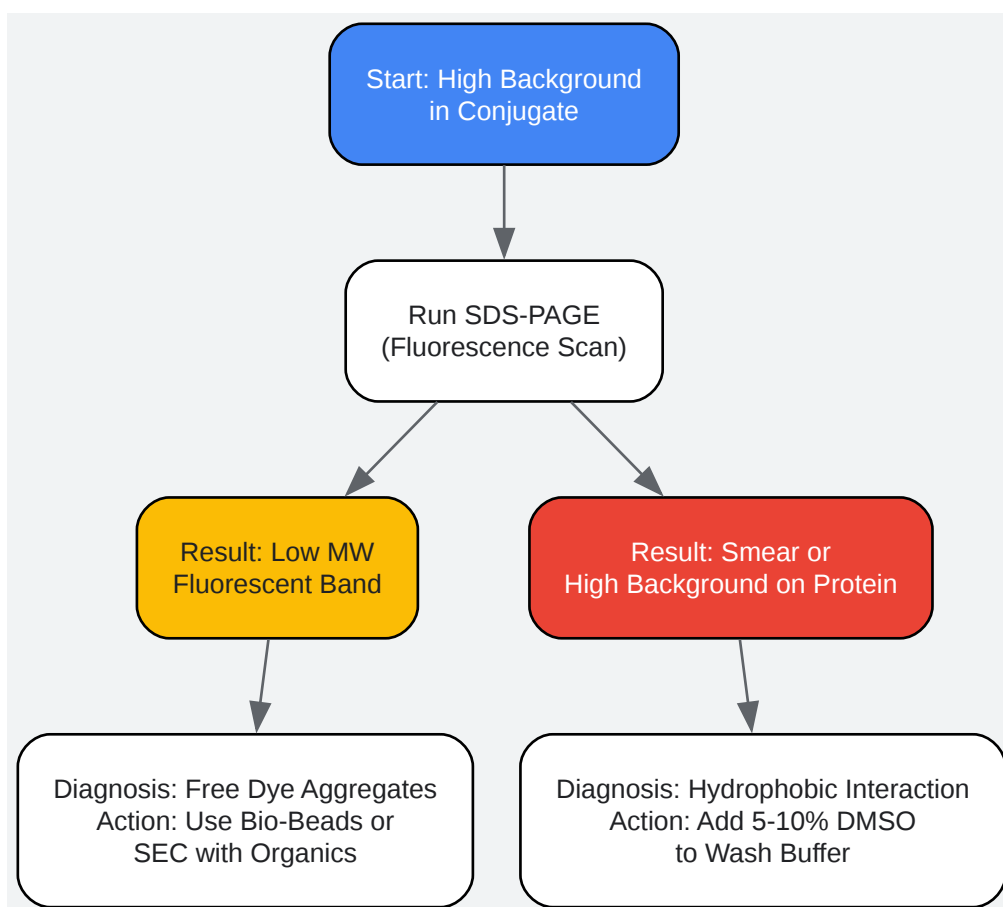 Start: High Background
in Conjugate
Run SDS-PAGE
(Fluorescence Scan)
Result: Low MW
Fluorescent Band
Result: Smear or
High Background on Protein
Diagnosis: Free Dye Aggregates
Action: Use Bio-Beads or
SEC with Organics
Diagnosis: Hydrophobic Interaction
Action: Add 5-10% DMSO
to Wash Buffer